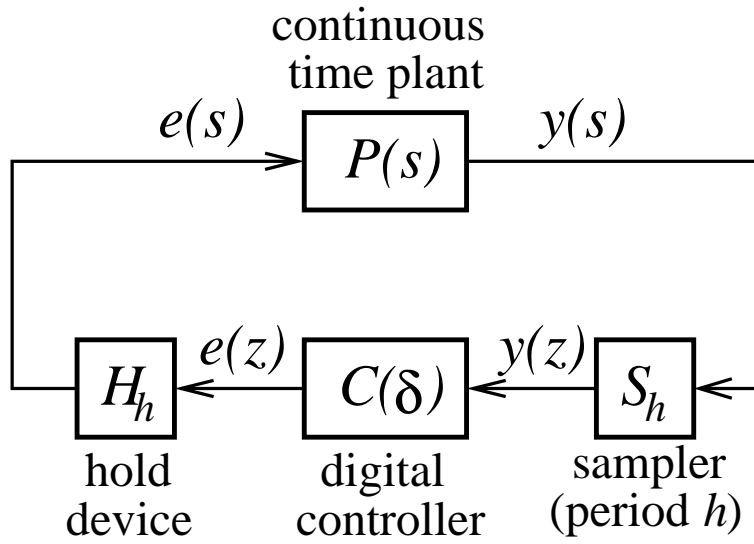 continuous
time plant
e(s)
P(s)
y(s)
H_h
e(z)
C(δ)
y(z)
S_h
hold
device
digital
controller
sampler
(period h)